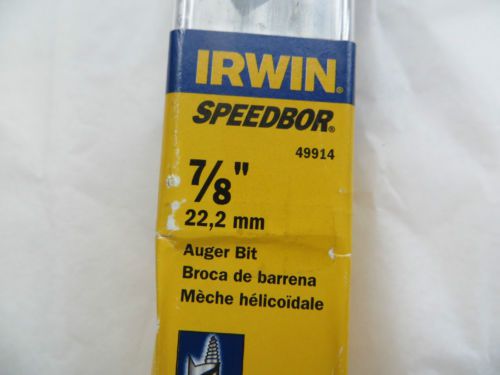 IRWIN®
SPEEDBOR®
49914
7/8"
22,2 mm
Auger Bit
Broca de barrena
Mèche hélicoïdale